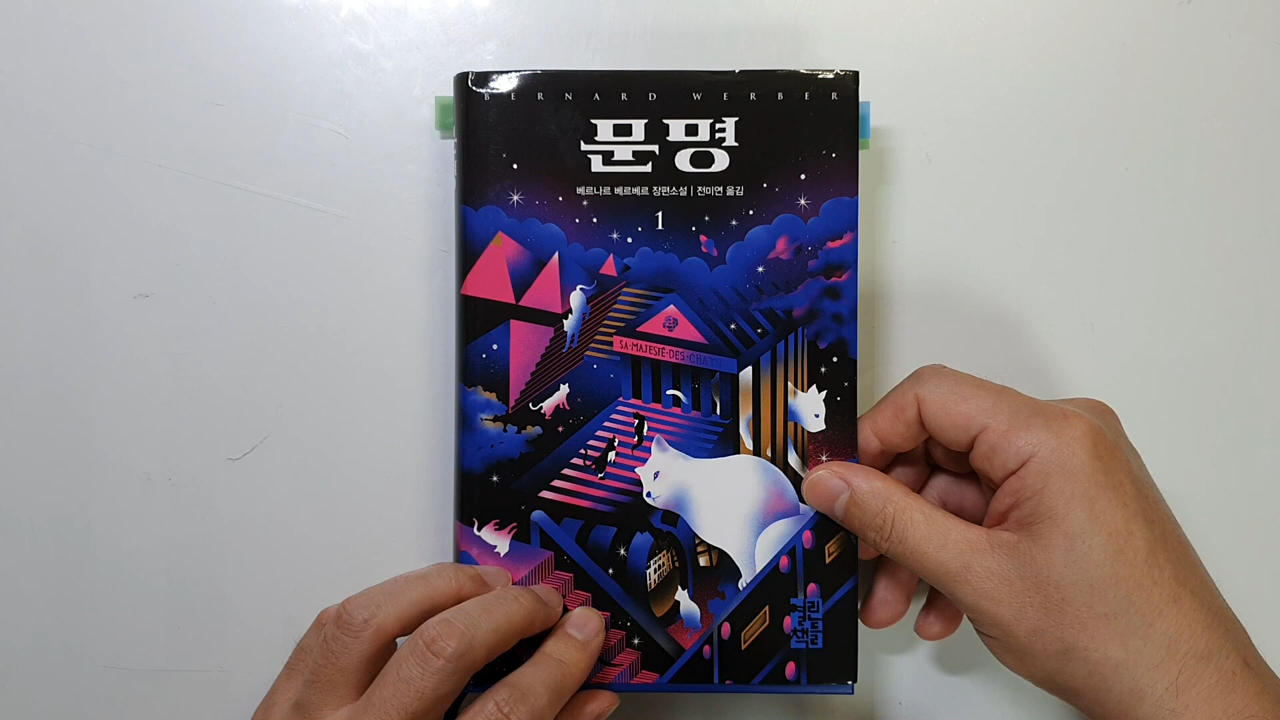 BERNARD WERBER
문명
베르나르 베르베르 장편소설 | 전미연 옮김
1
SA·MAJESTÉ·DES·CHATS
열린책들